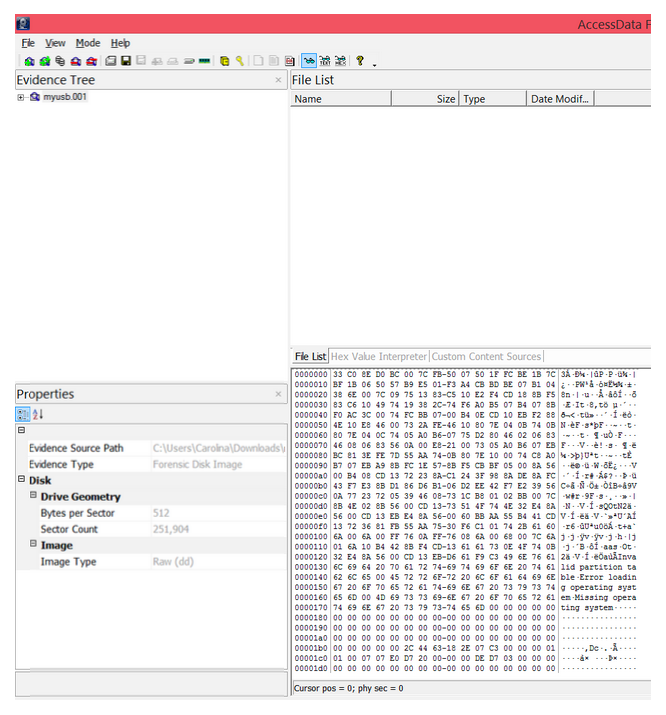 AccessData F
File View Mode Help
Evidence Tree
myusb.001
File List
Name Size Type Date Modif...
File List Hex Value Interpreter Custom Content Sources
Properties
Evidence Source Path C:\Users\Carolina\Downloads\
Evidence Type Forensic Disk Image
Disk
Drive Geometry
Bytes per Sector 512
Sector Count 251,904
Image
Image Type Raw (dd)
0000000 33 C0 8E D0 BC 00 7C FB-50 07 50 1F FC BE 1B 7C
0000010 BF 1B 06 50 57 B9 E5 01-F3 A4 CB BD BE 07 B1 04
0000020 38 6E 00 7C 09 75 13 83-C5 10 E2 F4 CD 18 8B F5
0000030 83 C6 10 49 74 19 38 2C-74 F6 A0 B5 07 B4 07 8B
0000040 F0 AC 3C 00 74 FC BB 07-00 B4 0E CD 10 EB F2 88
0000050 4E 10 E8 46 00 73 2A FE-46 10 80 7E 04 0B 74 0B
0000060 80 7E 04 0C 74 05 A0 B6-07 75 D2 80 46 02 06 83
0000070 46 08 06 83 56 0A 00 E8-21 00 73 05 A0 B6 07 EB
0000080 BC 81 3E FE 7D 55 AA 74-0B 80 7E 10 00 74 C8 A0
0000090 B7 07 EB A9 8B FC 1E 57-8B F5 CB BF 05 00 8A 56
00000a0 00 B4 08 CD 13 72 23 8A-C1 24 3F 98 8A DE 8A FC
00000b0 43 F7 E3 8B D1 86 D6 B1-06 D2 EE 42 F7 E2 39 56
00000c0 0A 77 23 72 05 39 46 08-73 1C B8 01 02 BB 00 7C
00000d0 8B 4E 02 8B 56 00 CD 13-73 51 4F 74 4E 32 E4 8A
00000e0 56 00 CD 13 EB E4 8A 56-00 60 BB AA 55 B4 41 CD
00000f0 13 72 36 81 FB 55 AA 75-30 F6 C1 01 74 2B 61 60
0000100 6A 00 6A 00 FF 76 0A FF-76 08 6A 00 68 00 7C 6A
0000110 01 6A 10 B4 42 8B F4 CD-13 61 61 73 0E 4F 74 0B
0000120 32 E4 8A 56 00 CD 13 EB-D6 61 F9 C3 49 6E 76 61
0000130 6C 69 64 20 70 61 72 74-69 74 69 6F 6E 20 74 61 lid partition ta
0000140 62 6C 65 00 45 72 72 6F-72 20 6C 6F 61 64 69 6E ble·Error loadin
0000150 67 20 6F 70 65 72 61 74-69 6E 67 20 73 79 73 74 g operating syst
0000160 65 6D 00 4D 69 73 73 69-6E 67 20 6F 70 65 72 61 em·Missing opera
0000170 74 69 6E 67 20 73 79 73-74 65 6D 00 00 00 00 00 ting system·····
0000180 00 00 00 00 00 00 00 00-00 00 00 00 00 00 00 00 ················
0000190 00 00 00 00 00 00 00 00-00 00 00 00 00 00 00 00 ················
00001a0 00 00 00 00 00 00 00 00-00 00 00 00 00 00 00 00 ················
00001b0 00 00 00 00 00 2C 44 63-18 2E 07 C3 00 00 00 01
00001c0 01 00 07 07 E0 D7 20 00-00 00 DE D7 03 00 00 00
00001d0 00 00 00 00 00 00 00 00-00 00 00 00 00 00 00 00 ················
Cursor pos = 0; phy sec = 0